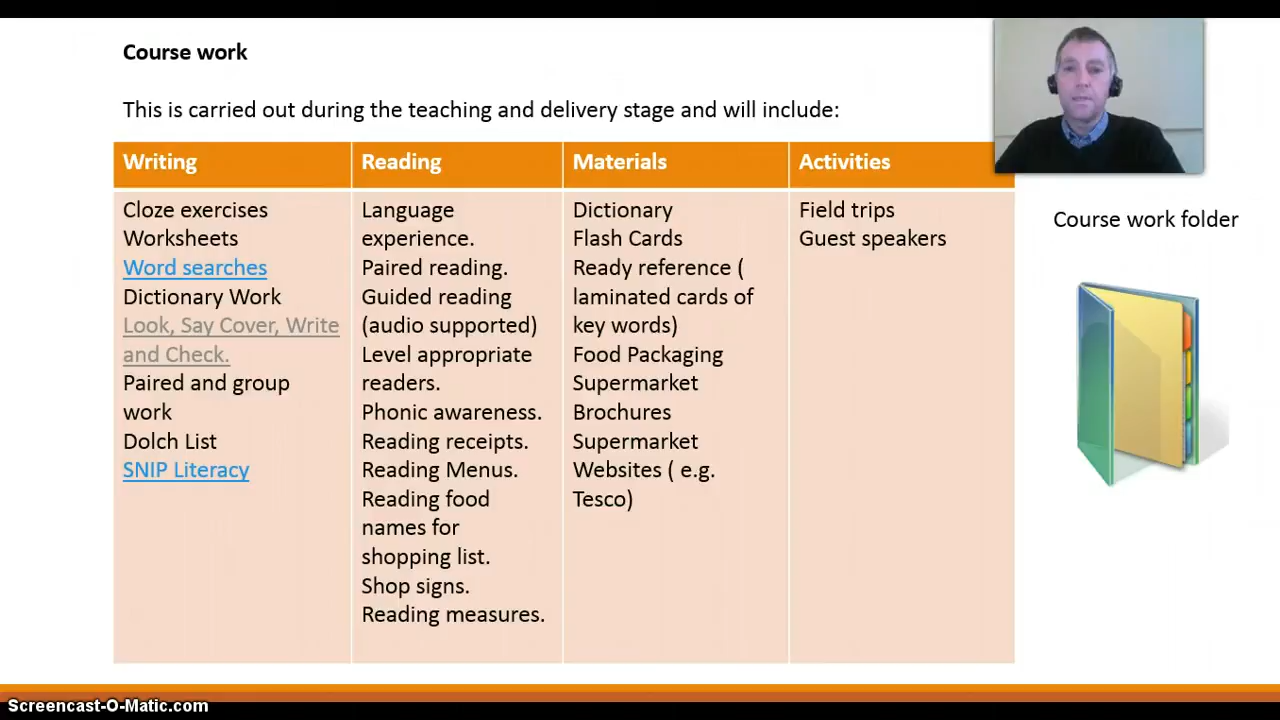 Course work
This is carried out during the teaching and delivery stage and will include:
Writing
Cloze exercises
Worksheets
Word searches
Dictionary Work
Look, Say Cover, Write
and Check.
Paired and group
work
Dolch List
SNIP Literacy
Reading
Language
experience.
Paired reading.
Guided reading
(audio supported)
Level appropriate
readers.
Phonic awareness.
Reading receipts.
Reading Menus.
Reading food
names for
shopping list.
Shop signs.
Reading measures.
Materials
Dictionary
Flash Cards
Ready reference (
laminated cards of
key words)
Food Packaging
Supermarket
Brochures
Supermarket
Websites ( e.g.
Tesco)
Activities
Field trips
Guest speakers
Course work folder
Screencast-O-Matic.com